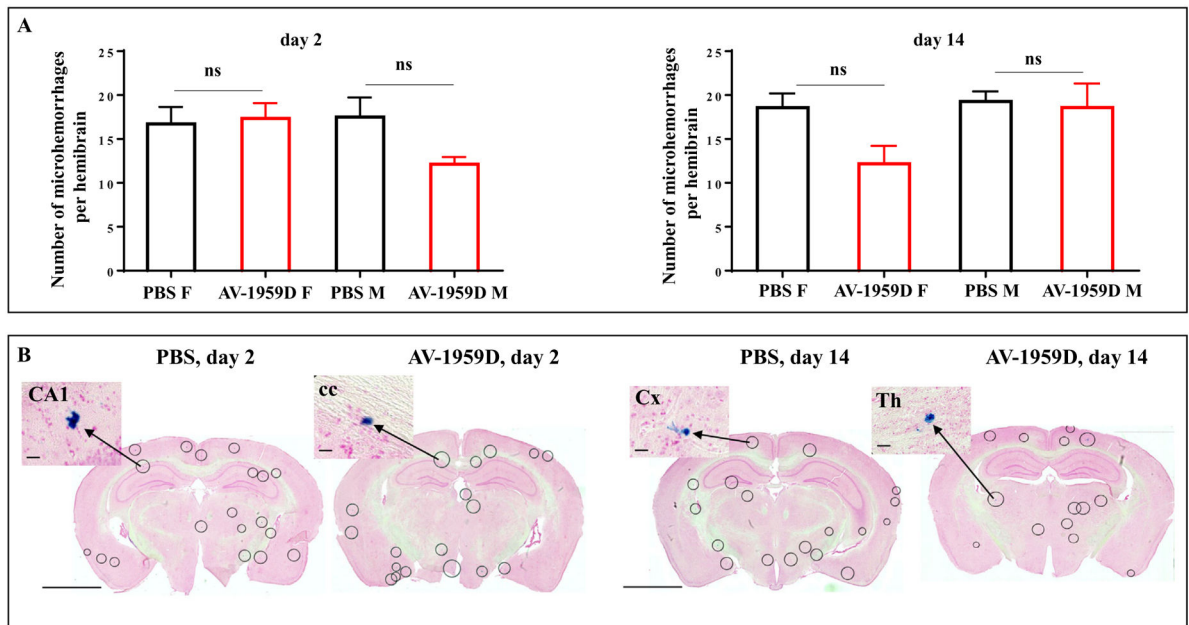 A
day 2
Number of microhemorrhages
per hemibrain
25
20
15
10
5
0
ns
ns
PBS F
AV-1959D F
PBS M
AV-1959D M
day 14
Number of microhemorrhages
per hemibrain
25
20
15
10
5
0
ns
ns
PBS F
AV-1959D F
PBS M
AV-1959D M
B
PBS, day 2
AV-1959D, day 2
PBS, day 14
AV-1959D, day 14
CA1
cc
Cx
Th